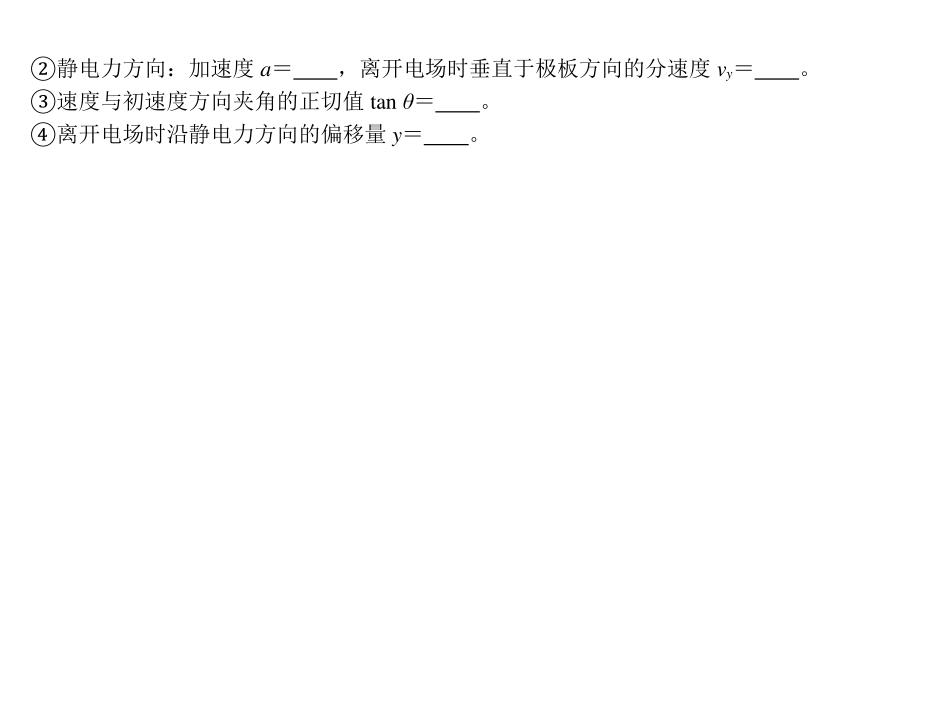 ②静电力方向：加速度 a＝____，离开电场时垂直于极板方向的分速度 vy＝____。
③速度与初速度方向夹角的正切值 tan θ＝____。
④离开电场时沿静电力方向的偏移量 y＝____。